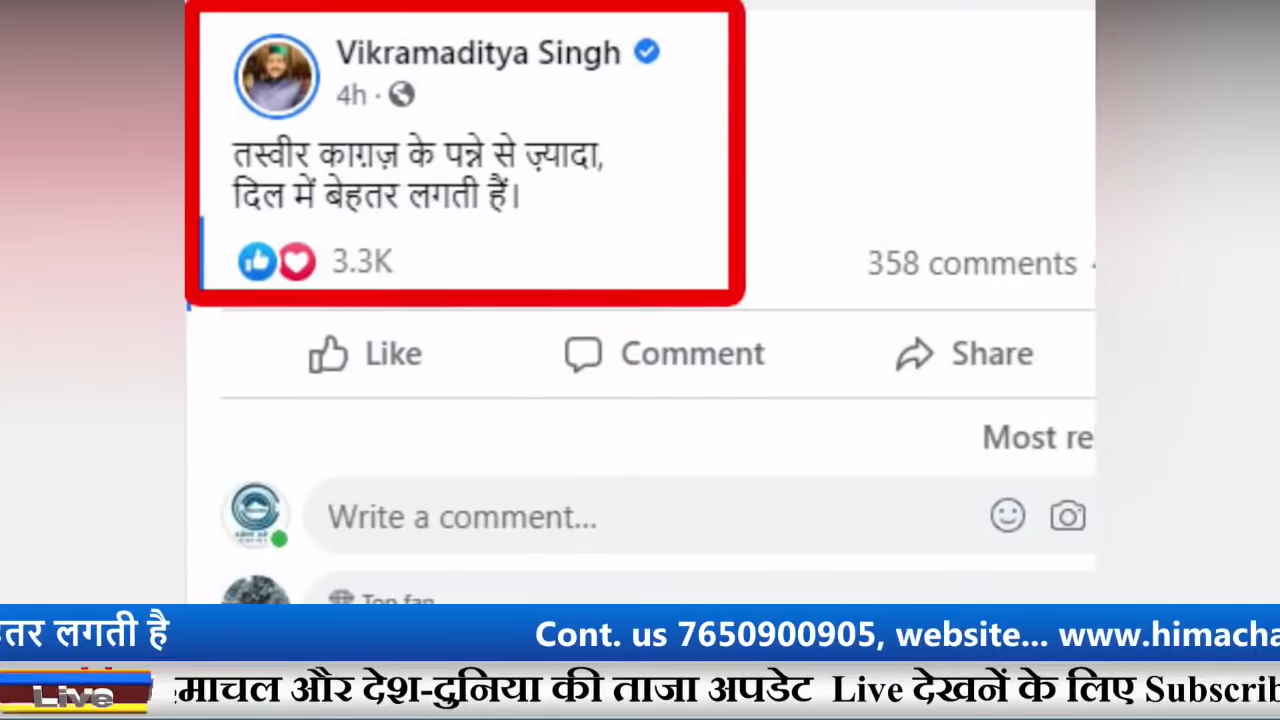 Vikramaditya Singh
4h ·
तस्वीर काग़ज़ के पन्ने से ज़्यादा,
दिल में बेहतर लगती हैं।
3.3K
358 comments
Like
Comment
Share
Most re
Write a comment...
Top fan
तर लगती है
Cont. us 7650900905, website... www.himacha
Live
माचल और देश-दुनिया की ताजा अपडेट Live देखनें के लिए Subscrib